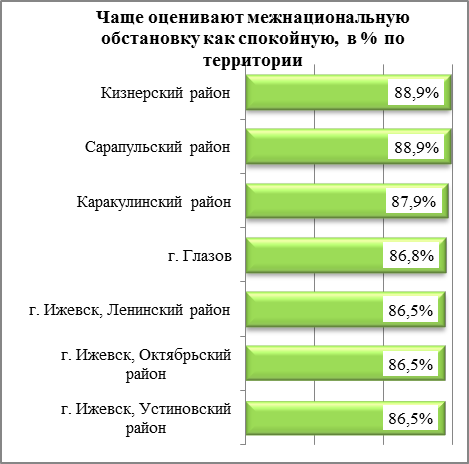 Чаще оценивают межнациональную
обстановку как спокойную, в % по
территории
Кизнерский район
88,9%
Сарапульский район
88,9%
Каракулинский район
87,9%
г. Глазов
86,8%
г. Ижевск, Ленинский район
86,5%
г. Ижевск, Октябрьский
район
86,5%
г. Ижевск, Устиновский
район
86,5%